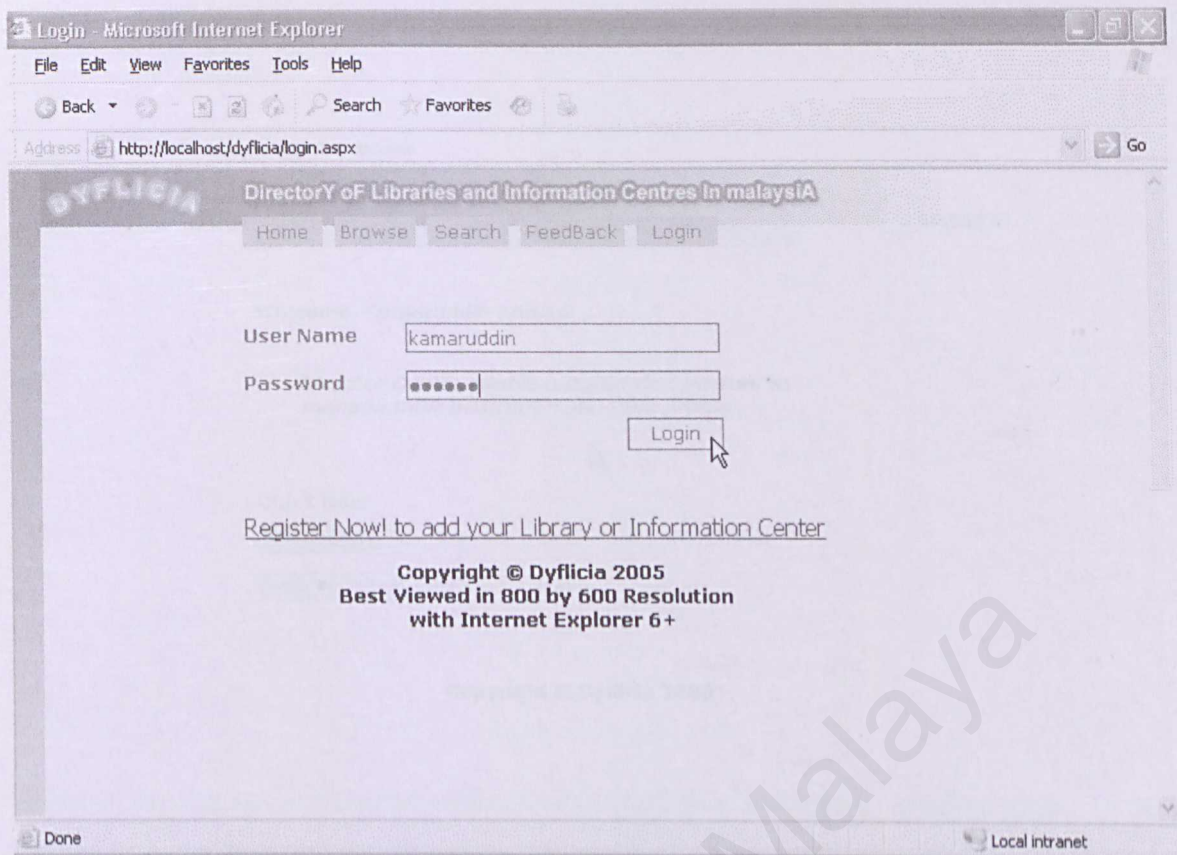 Login - Microsoft Internet Explorer
File Edit View Favorites Tools Help
Back Search Favorites
Address http://localhost/dyflicia/login.aspx Go
DYFLICIA DirectorY oF Libraries and Information Centres In malaysiA
Home Browse Search FeedBack Login
User Name kamaruddin
Password ••••••
Login
Register Now! to add your Library or Information Center
Copyright © Dyflicia 2005
Best Viewed in 800 by 600 Resolution
with Internet Explorer 6+
Malaya
Done Local intranet